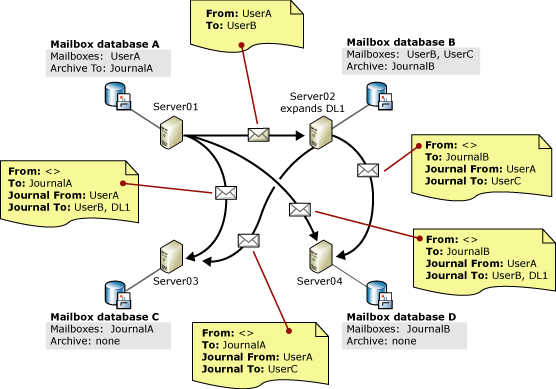 From: UserA
To: UserB
Mailbox database A
Mailboxes: UserA
Archive To: JournalA
Mailbox database B
Mailboxes: UserB, UserC
Archive: JournalB
Server01
Server02
expands DL1
From: <>
To: JournalB
Journal From: UserA
Journal To: UserC
From: <>
To: JournalA
Journal From: UserA
Journal To: UserB, DL1
From: <>
To: JournalB
Journal From: UserA
Journal To: UserB, DL1
Server03
Server04
Mailbox database C
Mailboxes: JournalA
Archive: none
From: <>
To: JournalA
Journal From: UserA
Journal To: UserC
Mailbox database D
Mailboxes: JournalB
Archive: none